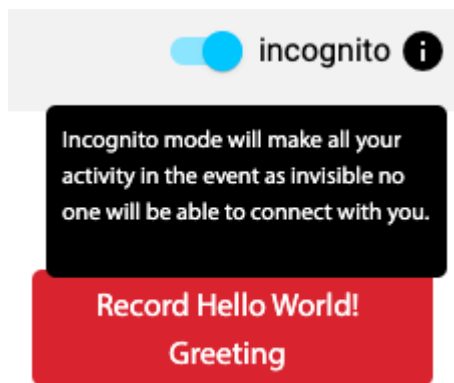 incognito i
Incognito mode will make all your
activity in the event as invisible no
one will be able to connect with you.
Record Hello World!
Greeting